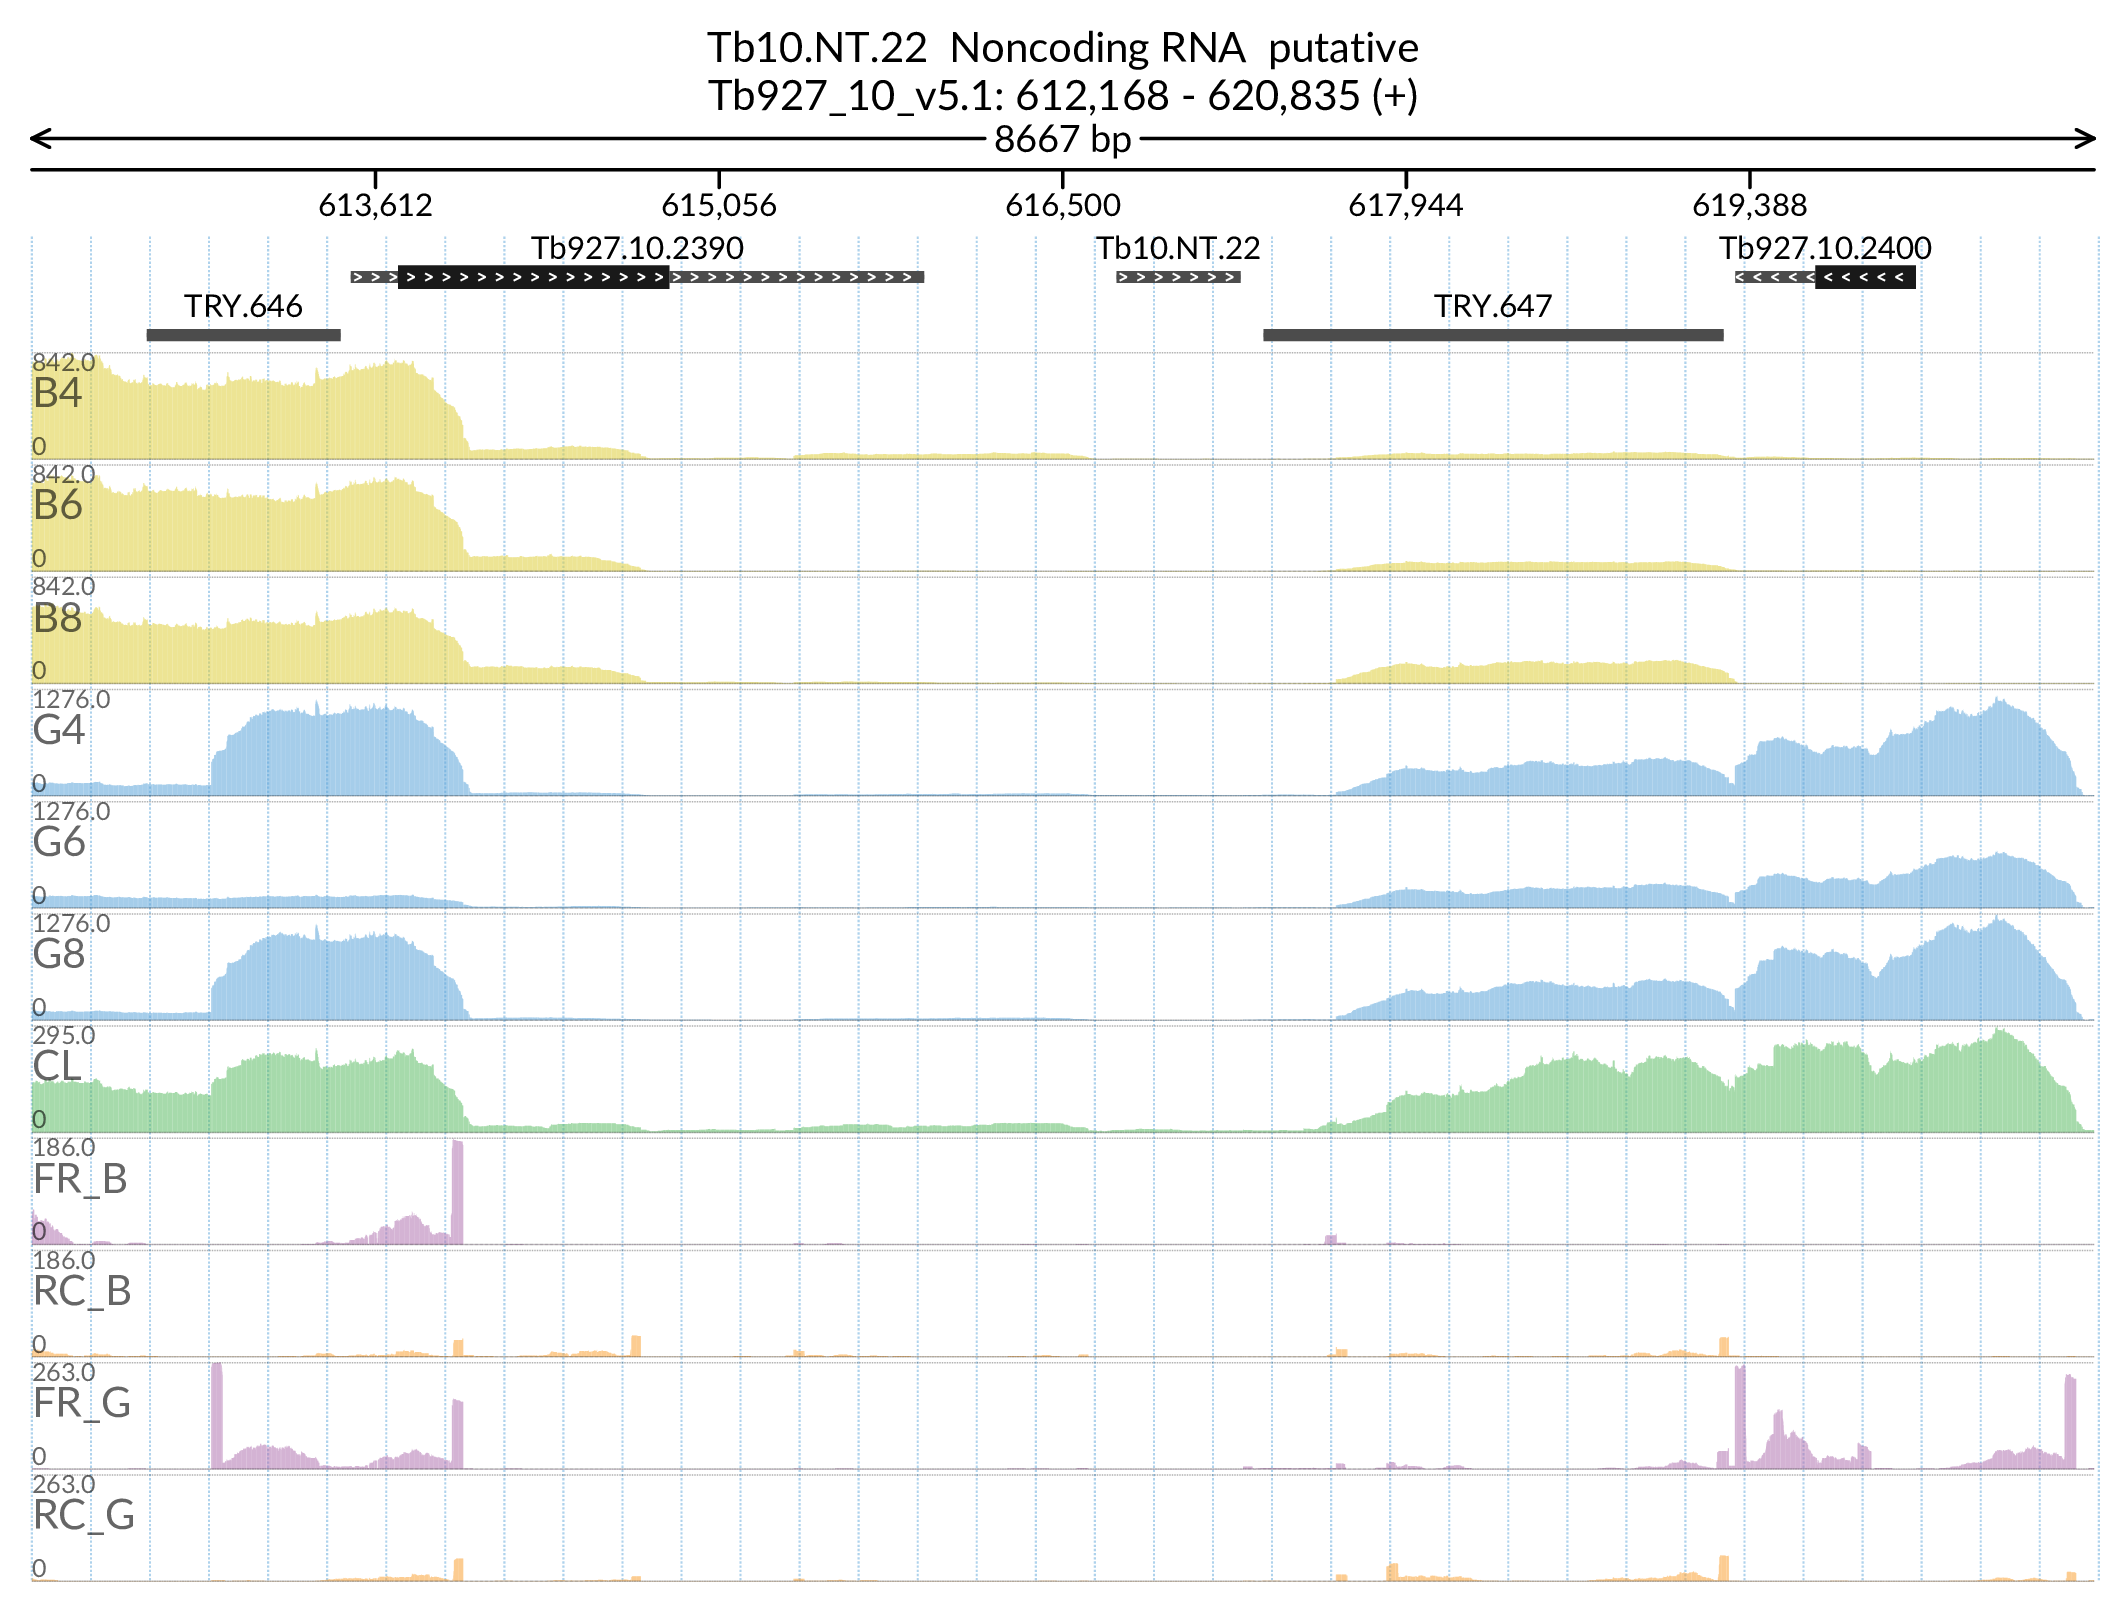 Tb10.NT.22 Noncoding RNA putative
Tb927_10_v5.1: 612,168 - 620,835 (+)
8667 bp
613,612 615,056 616,500 617,944 619,388
Tb927.10.2390 Tb10.NT.22 Tb927.10.2400
TRY.646 TRY.647
842.0
B4
0
842.0
B6
0
842.0
B8
0
1276.0
G4
0
1276.0
G6
0
1276.0
G8
0
295.0
CL
0
186.0
FR_B
0
186.0
RC_B
0
263.0
FR_G
0
263.0
RC_G
0